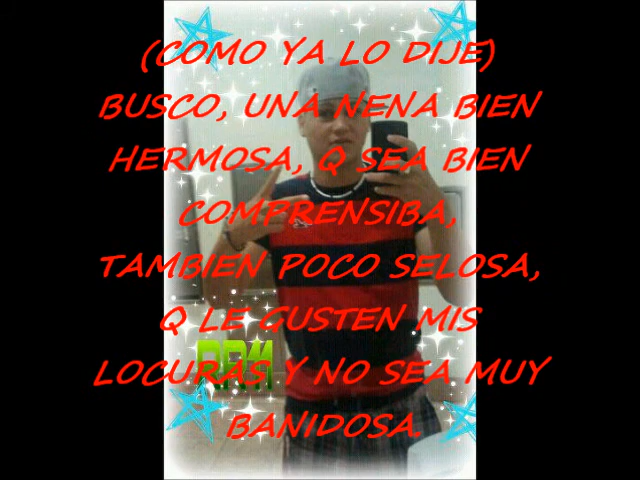 (COMO YA LO DIJE)
BUSCO, UNA NENA BIEN
HERMOSA, Q SEA BIEN
COMPRENSIBA,
TAMBIEN POCO SELOSA,
Q LE GUSTEN MIS
LOCURAS Y NO SEA MUY
BANIDOSA.